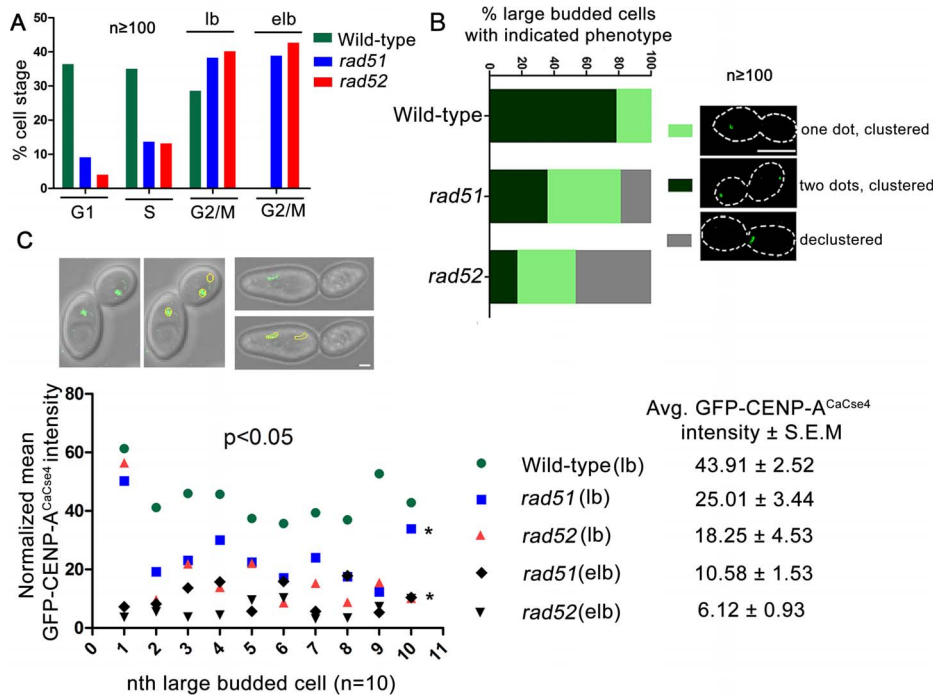 A
n≥100
lb
elb
% cell stage
50
40
30
20
10
0
G1
S
G2/M
G2/M
Wild-type
rad51
rad52
B
% large budded cells
with indicated phenotype
0
20
40
60
80
100
Wild-type
rad51
rad52
n≥100
one dot, clustered
two dots, clustered
declustered
C
Normalized mean
GFP-CENP-A^CaCse4 intensity
80
60
40
20
0
p<0.05
*
*
0 1 2 3 4 5 6 7 8 9 10 11
nth large budded cell (n=10)
Avg. GFP-CENP-A^CaCse4
intensity ± S.E.M
Wild-type (lb) 43.91 ± 2.52
rad51 (lb) 25.01 ± 3.44
rad52 (lb) 18.25 ± 4.53
rad51 (elb) 10.58 ± 1.53
rad52 (elb) 6.12 ± 0.93